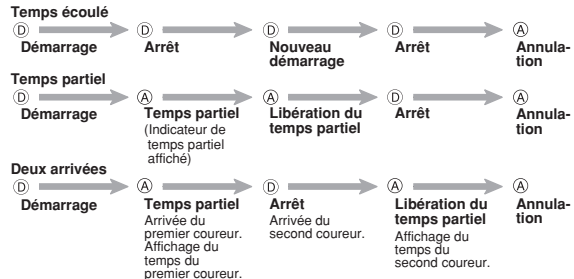 Temps écoulé
D D D D A
Démarrage Arrêt Nouveau démarrage Arrêt Annula-
tion
Temps partiel
D A A D A
Démarrage Temps partiel Libération du temps partiel Arrêt Annula-
tion
(Indicateur de
temps partiel
affiché)
Deux arrivées
D A D A A
Démarrage Temps partiel Arrêt Libération du temps partiel Annula-
tion
Arrivée du
premier coureur.
Affichage du
temps du
premier coureur.
Arrivée du
second coureur.
Affichage du
temps du
second coureur.